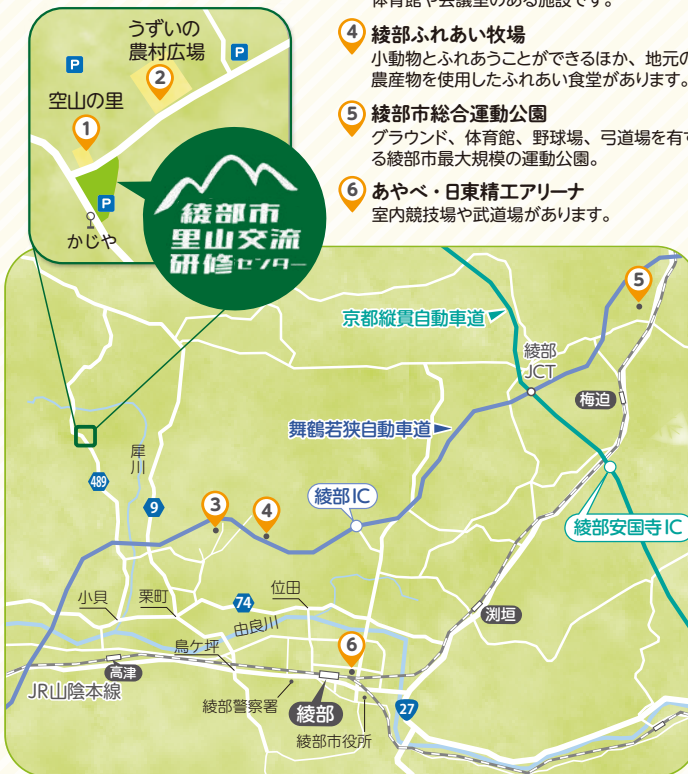 体育館や会議室のある施設です。
4 綾部ふれあい牧場
小動物とふれあうことができるほか、地元の
農産物を使用したふれあい食堂があります。
5 綾部市総合運動公園
グラウンド、体育館、野球場、弓道場を有す
る綾部市最大規模の運動公園。
6 あやべ・日東精工アリーナ
室内競技場や武道場があります。
うずいの
農村広場
P
P
2
空山の里
1
P
かじや
綾部市
里山交流
研修センター
5
京都縦貫自動車道
綾部
JCT
梅迫
舞鶴若狭自動車道
犀川
489
9
3
4
綾部IC
綾部安国寺IC
小貝
栗町
74
位田
渕垣
由良川
鳥ケ坪
6
高津
JR山陰本線
綾部警察署
綾部
27
綾部市役所